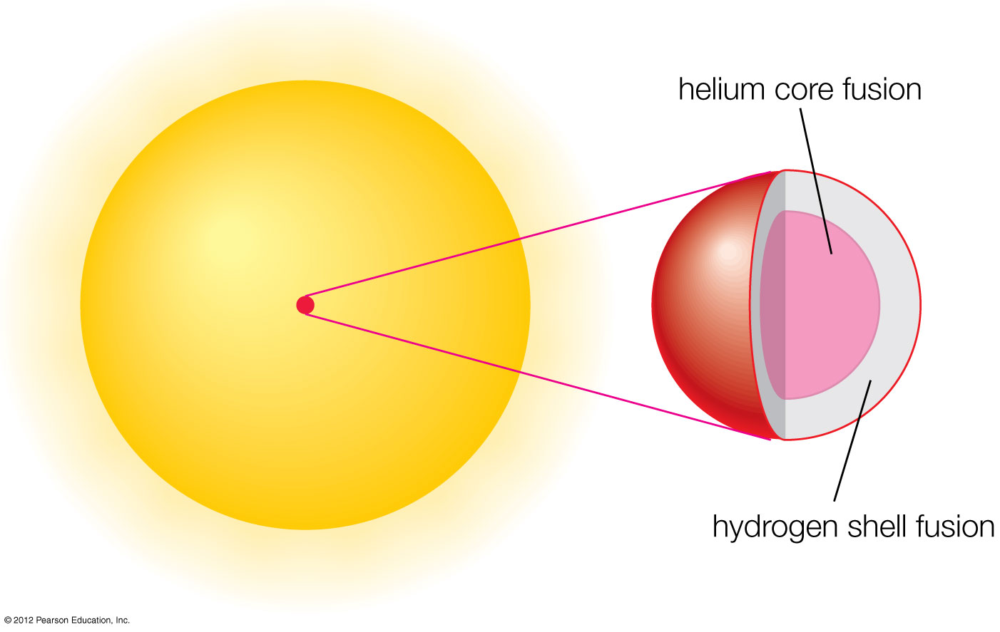 helium core fusion
hydrogen shell fusion
© 2012 Pearson Education, Inc.